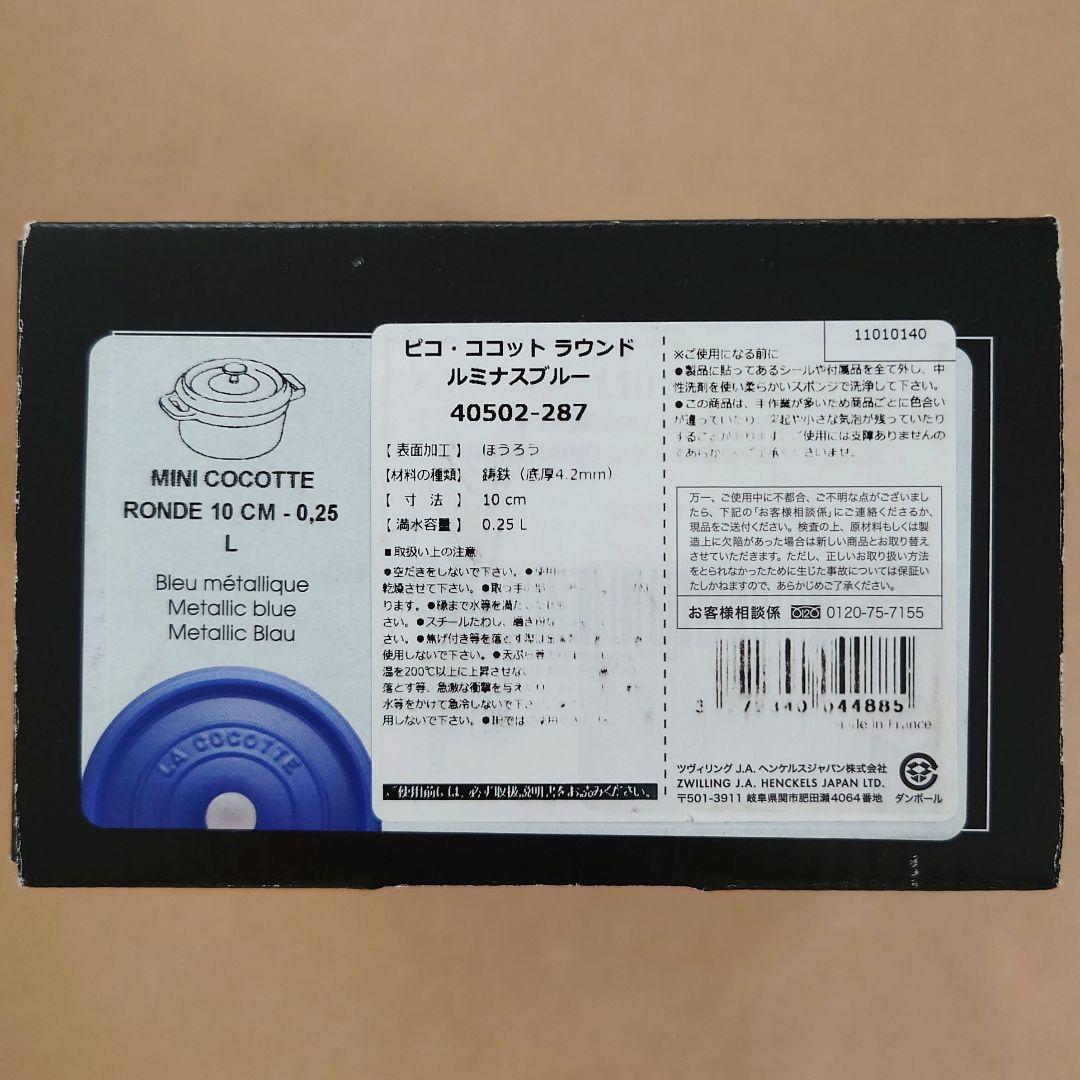 MINI COCOTTE
RONDE 10 CM - 0,25
L
Bleu métallique
Metallic blue
Metallic Blau
LA COCOTTE
ピコ・ココット ラウンド
ルミナスブルー
40502-287
【 表面加工 】 ほうろう
【材料の種類】 鋳鉄（底厚4.2mm）
【 寸 法 】 10 cm
【 満水容量 】 0.25 L
■取扱い上の注意
●空だきをしないで下さい。●使用
乾燥させて下さい。●取っ手
ります。●縁まで水等を満た
さい。●スチールたわし、磨き
さい。●焦げ付き等を落とす際は
使用しないで下さい。●天ぷら
温を200℃以上に上昇させな
落とす等、急激な衝撃を与え
水等をかけて急冷しないで下
用しないで下さい。●IHでは
ご使用前には、必ず取扱説明書をお読みください。
11010140
※ご使用になる前に
●製品に貼ってあるシールや付属品を全て外し、中
性洗剤を使い柔らかいスポンジで洗浄して下さい。
●この商品は、手作業が多いため商品ごとに色合い
が違っていたり、突起や小さな気泡が残っていたり
することがあります。ご使用には支障ありませんの
であらかじめご了承くださいませ。
万一、ご使用中に不都合、ご不明な点がございまし
たら、下記の「お客様相談係」にご連絡くださるか、
現品をご送付ください。検査の上、原材料もしくは製
造上に欠陥があった場合は新しい商品とお取り替え
させていただきます。ただし、正しいお取り扱い方法
をとられなかったために生じた事故については保証い
たしかねますので、あらかじめご了承ください。
お客様相談係 0120-75-7155
044885
Made in France
ツヴィリング J.A. ヘンケルスジャパン株式会社
ZWILLING J.A. HENCKELS JAPAN LTD.
〒501-3911 岐阜県関市肥田瀬4064番地
ダンボール